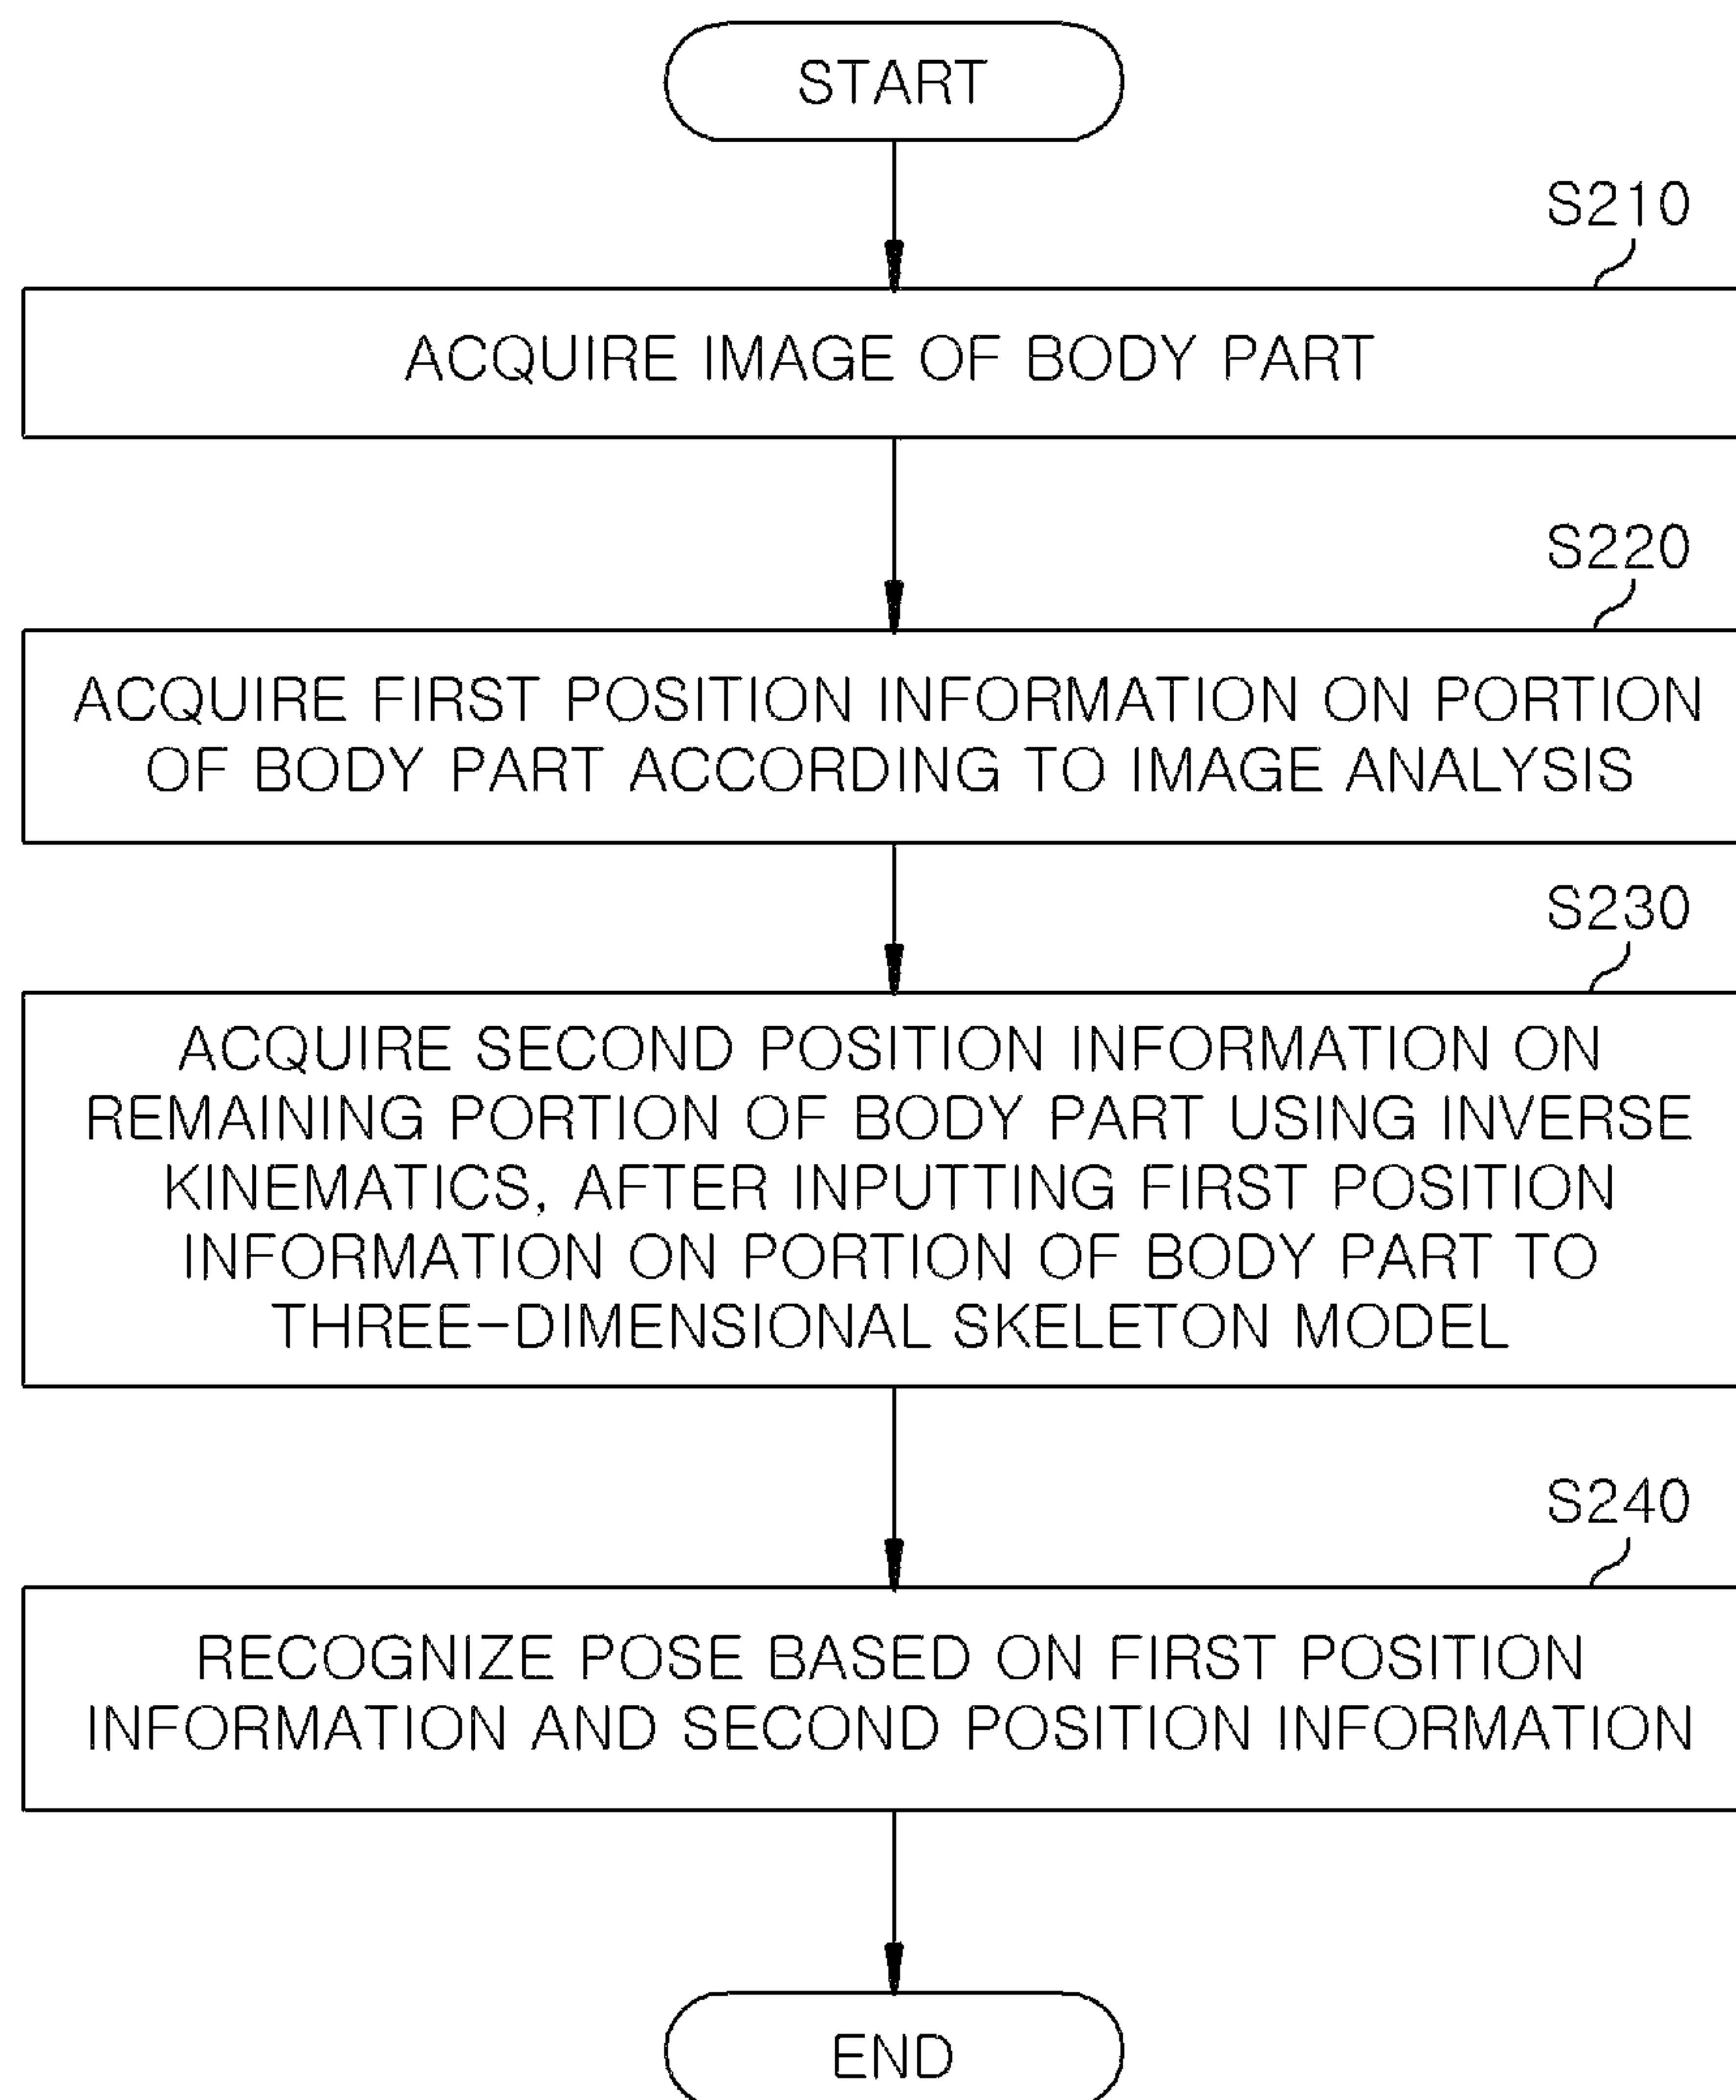 START
S210
ACQUIRE IMAGE OF BODY PART
S220
ACQUIRE FIRST POSITION INFORMATION ON PORTION
OF BODY PART ACCORDING TO IMAGE ANALYSIS
S230
ACQUIRE SECOND POSITION INFORMATION ON
REMAINING PORTION OF BODY PART USING INVERSE
KINEMATICS, AFTER INPUTTING FIRST POSITION
INFORMATION ON PORTION OF BODY PART TO
THREE-DIMENSIONAL SKELETON MODEL
S240
RECOGNIZE POSE BASED ON FIRST POSITION
INFORMATION AND SECOND POSITION INFORMATION
END